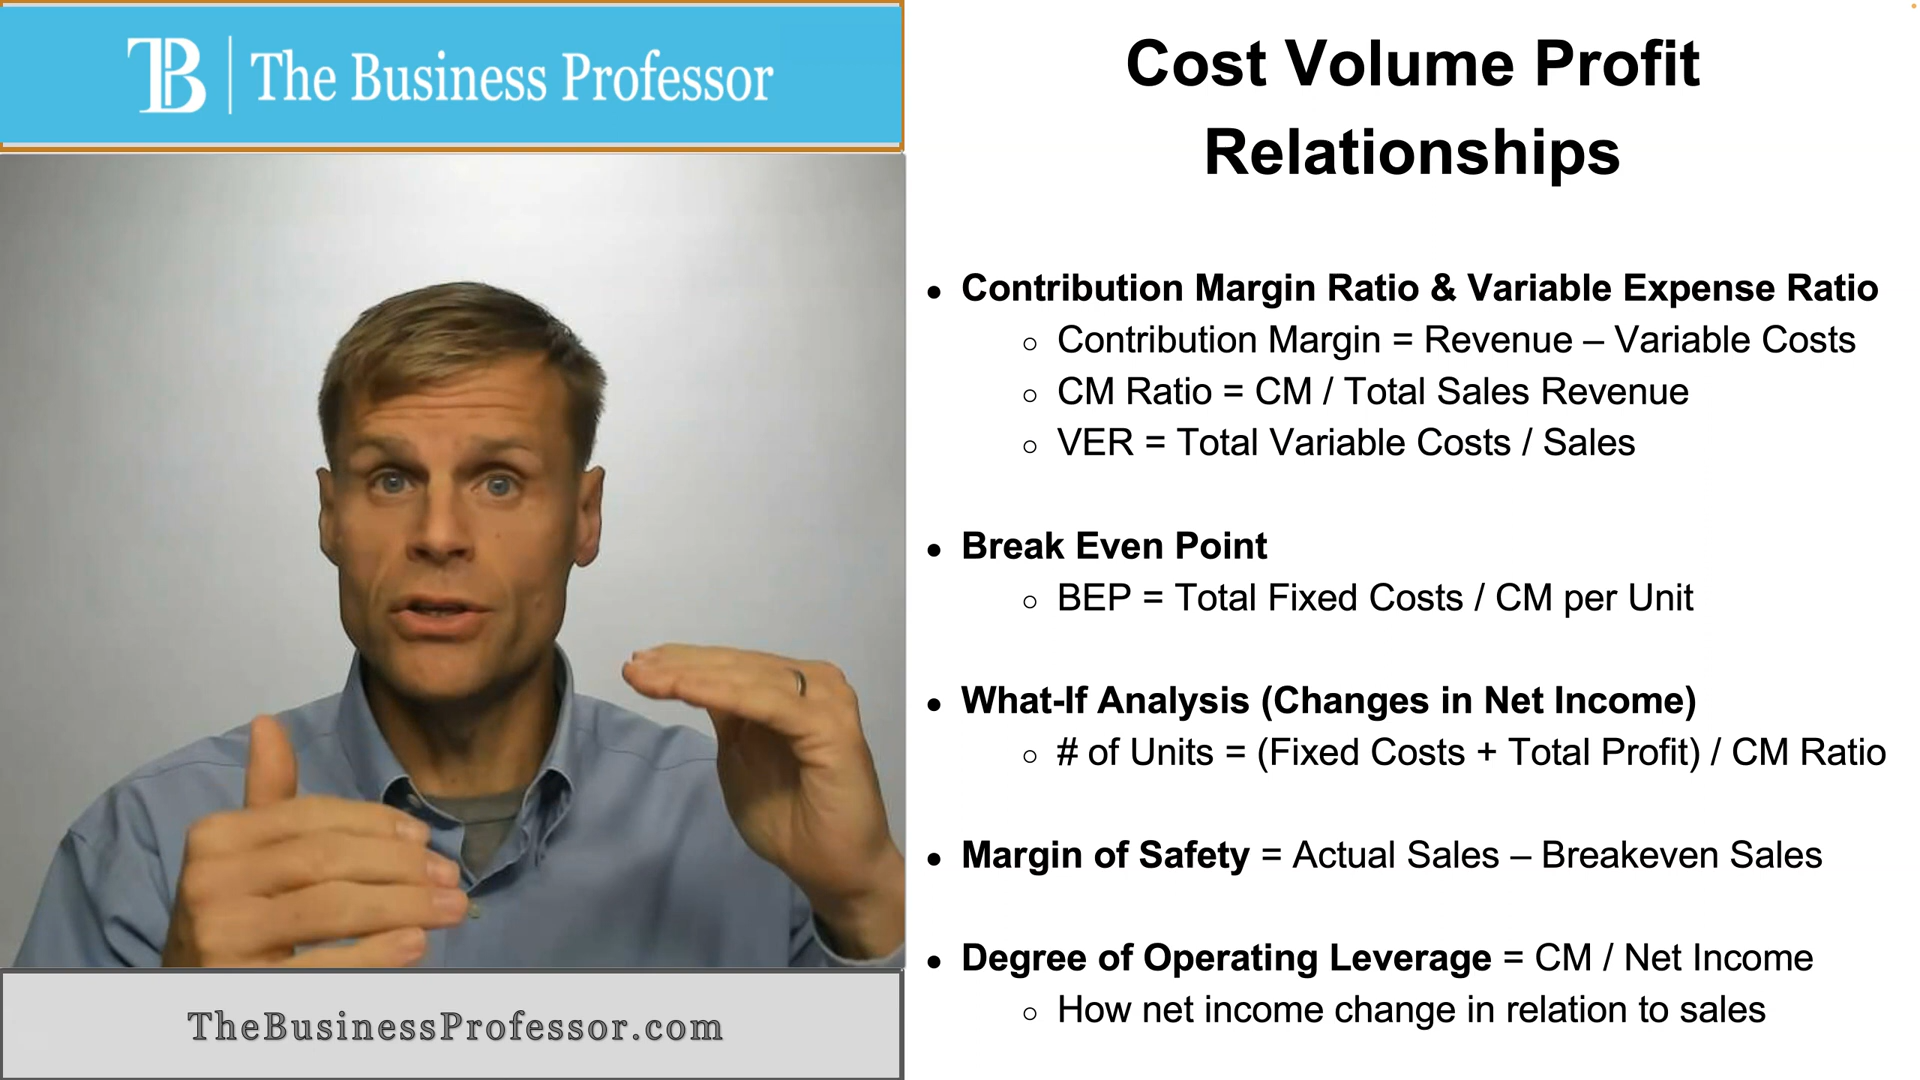 TB | The Business Professor
TheBusinessProfessor.com
Cost Volume Profit
Relationships
● Contribution Margin Ratio & Variable Expense Ratio
○ Contribution Margin = Revenue – Variable Costs
○ CM Ratio = CM / Total Sales Revenue
○ VER = Total Variable Costs / Sales
● Break Even Point
○ BEP = Total Fixed Costs / CM per Unit
● What-If Analysis (Changes in Net Income)
○ # of Units = (Fixed Costs + Total Profit) / CM Ratio
● Margin of Safety = Actual Sales – Breakeven Sales
● Degree of Operating Leverage = CM / Net Income
○ How net income change in relation to sales